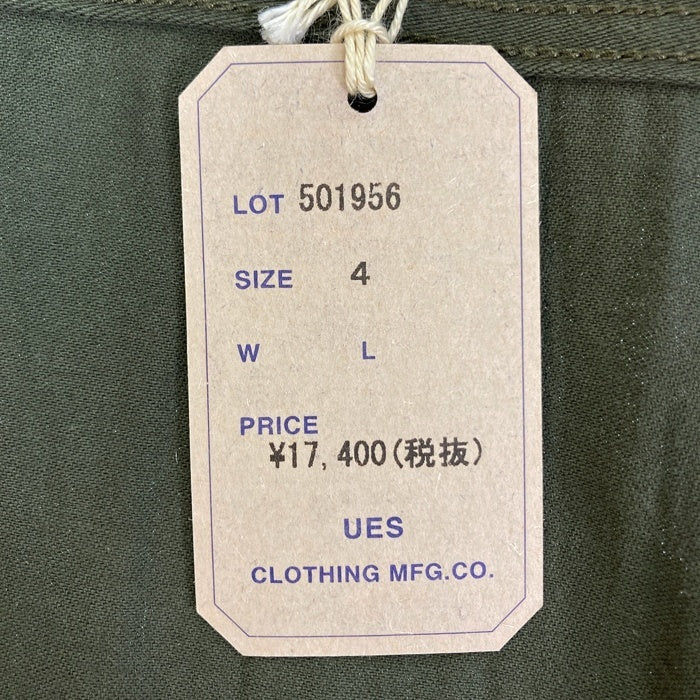 LOT 501956
SIZE 4
W L
PRICE
¥17,400(税抜)
UES
CLOTHING MFG.CO.